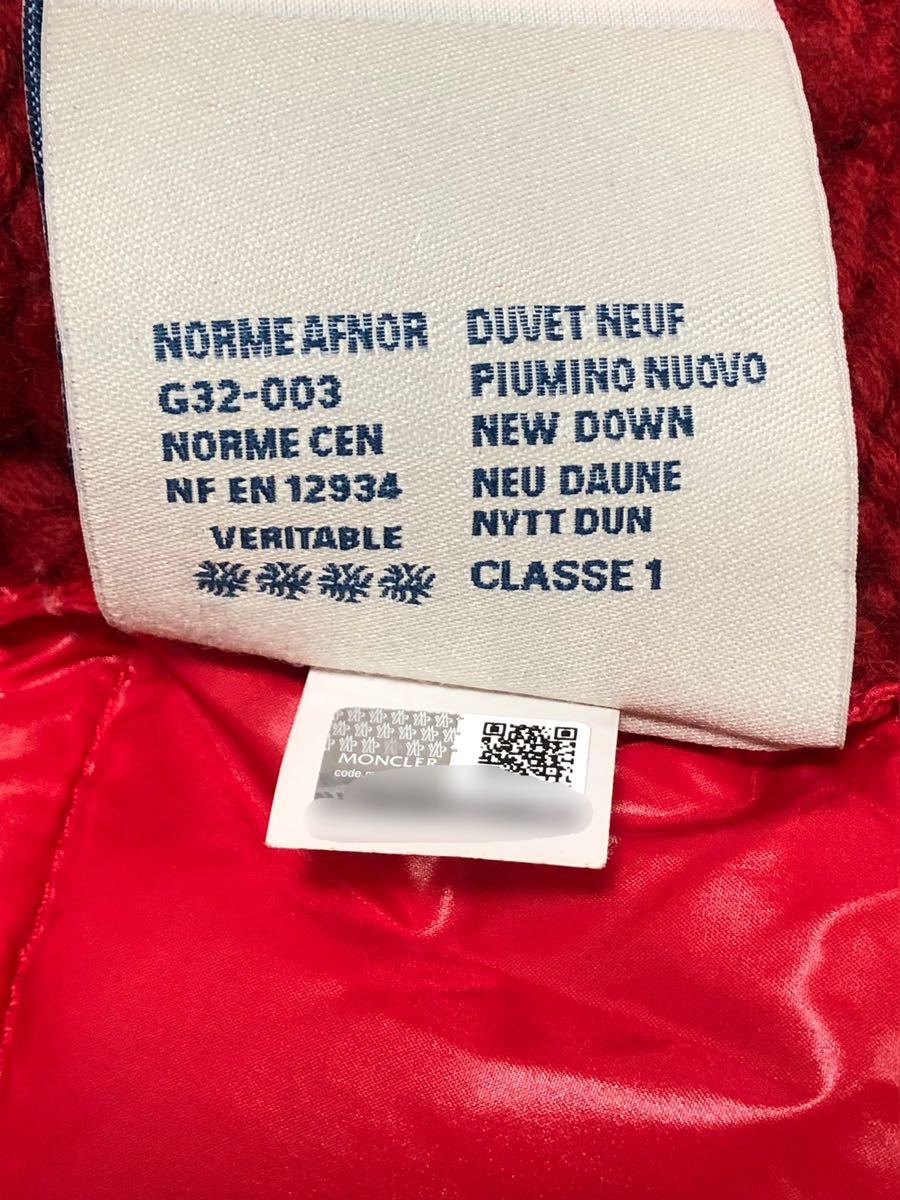 NORME AFNOR
G32-003
NORME CEN
NF EN 12934
VERITABLE
DUVET NEUF
PIUMINO NUOVO
NEW DOWN
NEU DAUNE
NYTT DUN
CLASSE 1
MONCLER